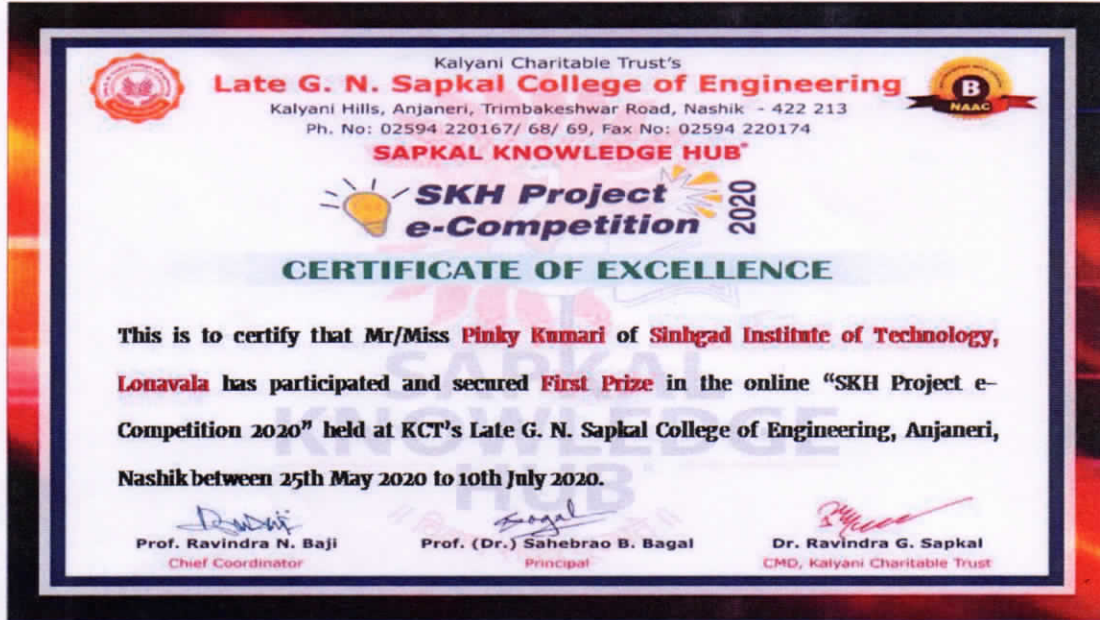 Kalyani Charitable Trust's
Late G. N. Sapkal College of Engineering
Kalyani Hills, Anjaneri, Trimbakeshwar Road, Nashik - 422 213
Ph. No: 02594 220167/ 68/ 69, Fax No: 02594 220174
B
NAAC
SAPKAL KNOWLEDGE HUB
SKH Project
e-Competition
2020
CERTIFICATE OF EXCELLENCE
This is to certify that Mr/Miss Pinky Kumari of Sinhgad Institute of Technology,
Lonavala has participated and secured First Prize in the online “SKH Project e-
Competition 2020” held at KCT's Late G. N. Sapkal College of Engineering, Anjaneri,
Nashik between 25th May 2020 to 10th July 2020.
SAPKAL
KNOWLEDGE
HUB
Prof. Ravindra N. Baji
Chief Coordinator
Prof. (Dr.) Sahebrao B. Bagal
Principal
Dr. Ravindra G. Sapkal
CMD, Kalyani Charitable Trust